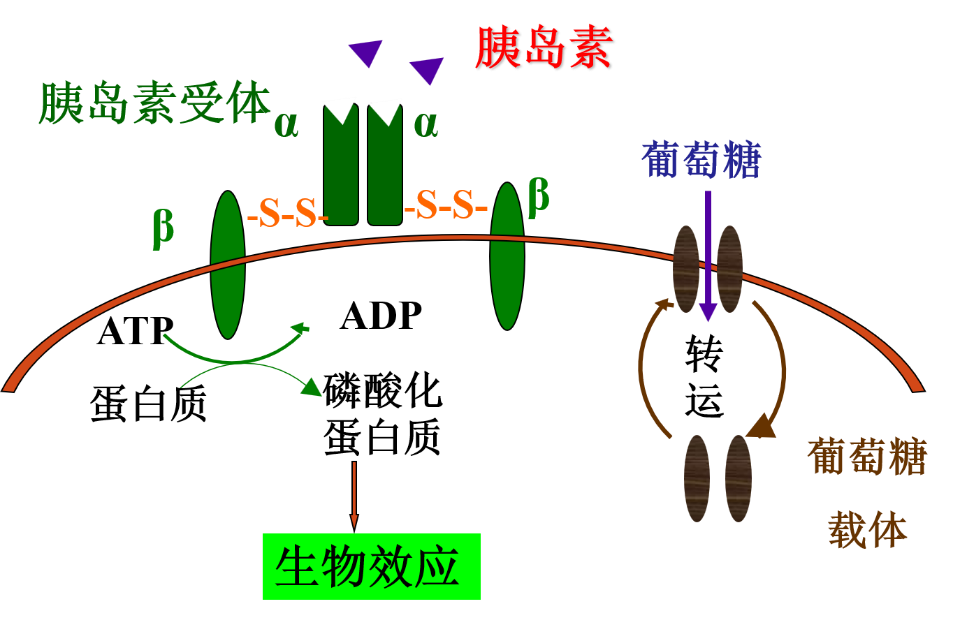 胰岛素
胰岛素受体
α
α
葡萄糖
β
-S-S-
-S-S-
β
ATP
ADP
蛋白质
磷酸化
蛋白质
转
运
葡萄糖
载体
生物效应